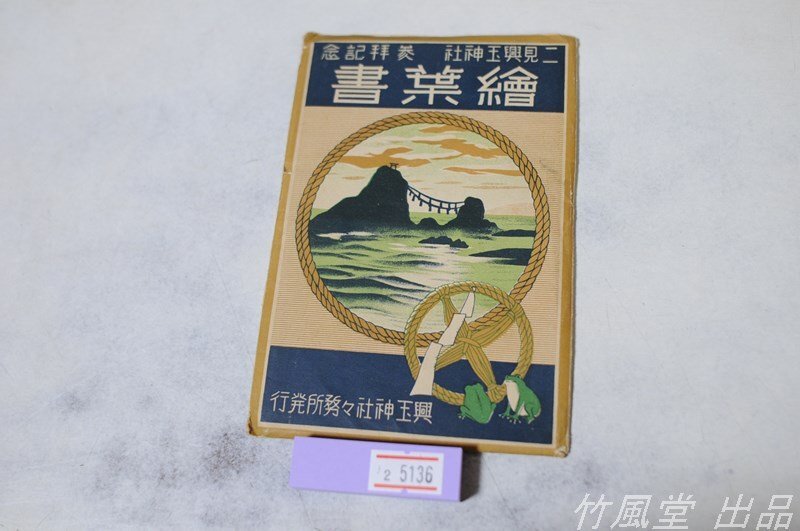 二見興玉神社 参拝記念
繪葉書
興玉神社々務所発行
12 5136
竹風堂 出品